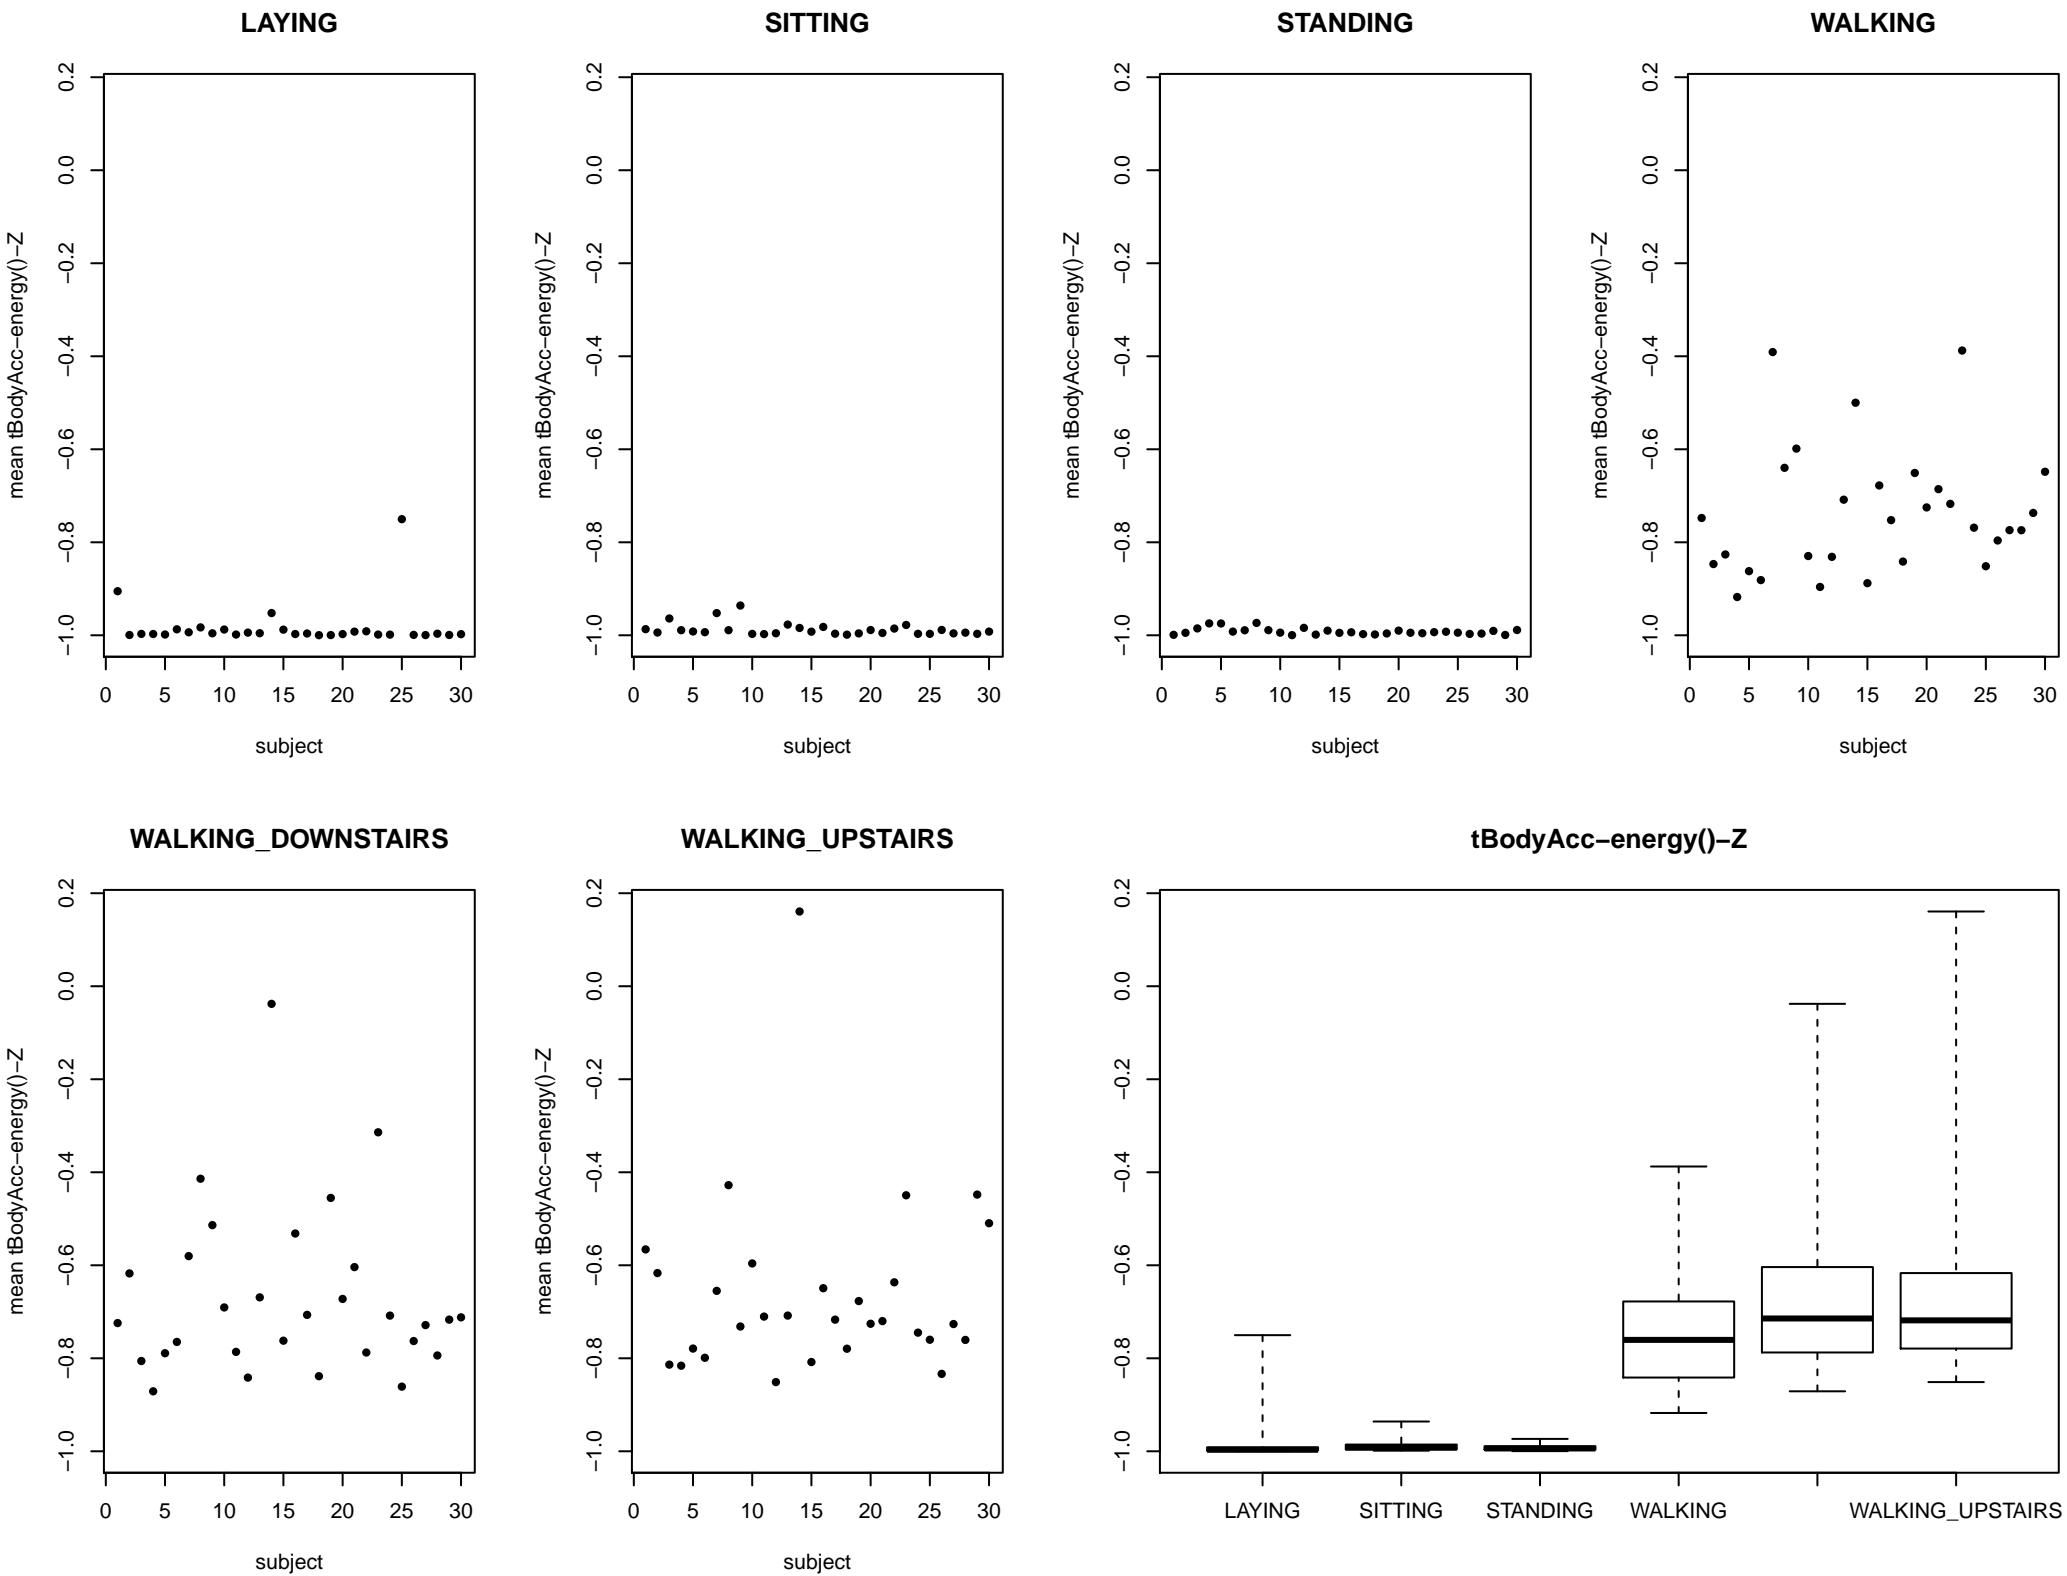 LAYING
0.2
0.0
−0.2
−0.4
−0.6
−0.8
−1.0
mean tBodyAcc−energy()−Z
0 5 10 15 20 25 30
subject
SITTING
0.2
0.0
−0.2
−0.4
−0.6
−0.8
−1.0
mean tBodyAcc−energy()−Z
0 5 10 15 20 25 30
subject
STANDING
0.2
0.0
−0.2
−0.4
−0.6
−0.8
−1.0
mean tBodyAcc−energy()−Z
0 5 10 15 20 25 30
subject
WALKING
0.2
0.0
−0.2
−0.4
−0.6
−0.8
−1.0
mean tBodyAcc−energy()−Z
0 5 10 15 20 25 30
subject
WALKING_DOWNSTAIRS
0.2
0.0
−0.2
−0.4
−0.6
−0.8
−1.0
mean tBodyAcc−energy()−Z
0 5 10 15 20 25 30
subject
WALKING_UPSTAIRS
0.2
0.0
−0.2
−0.4
−0.6
−0.8
−1.0
mean tBodyAcc−energy()−Z
0 5 10 15 20 25 30
subject
tBodyAcc−energy()−Z
0.2
0.0
−0.2
−0.4
−0.6
−0.8
−1.0
LAYING SITTING STANDING WALKING WALKING_UPSTAIRS